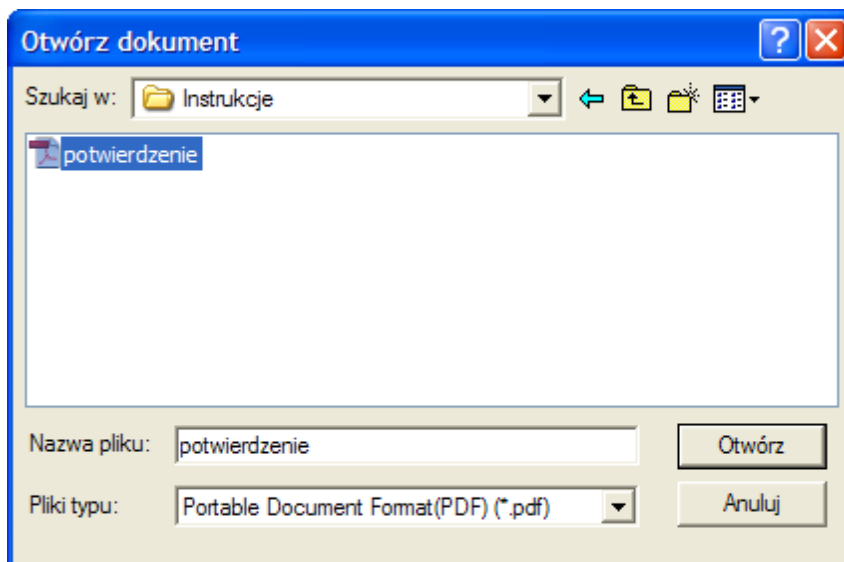 Otwórz dokument
Szukaj w: Instrukcje
potwierdzenie
Nazwa pliku: potwierdzenie Otwórz
Pliki typu: Portable Document Format(PDF) (*.pdf) Anuluj